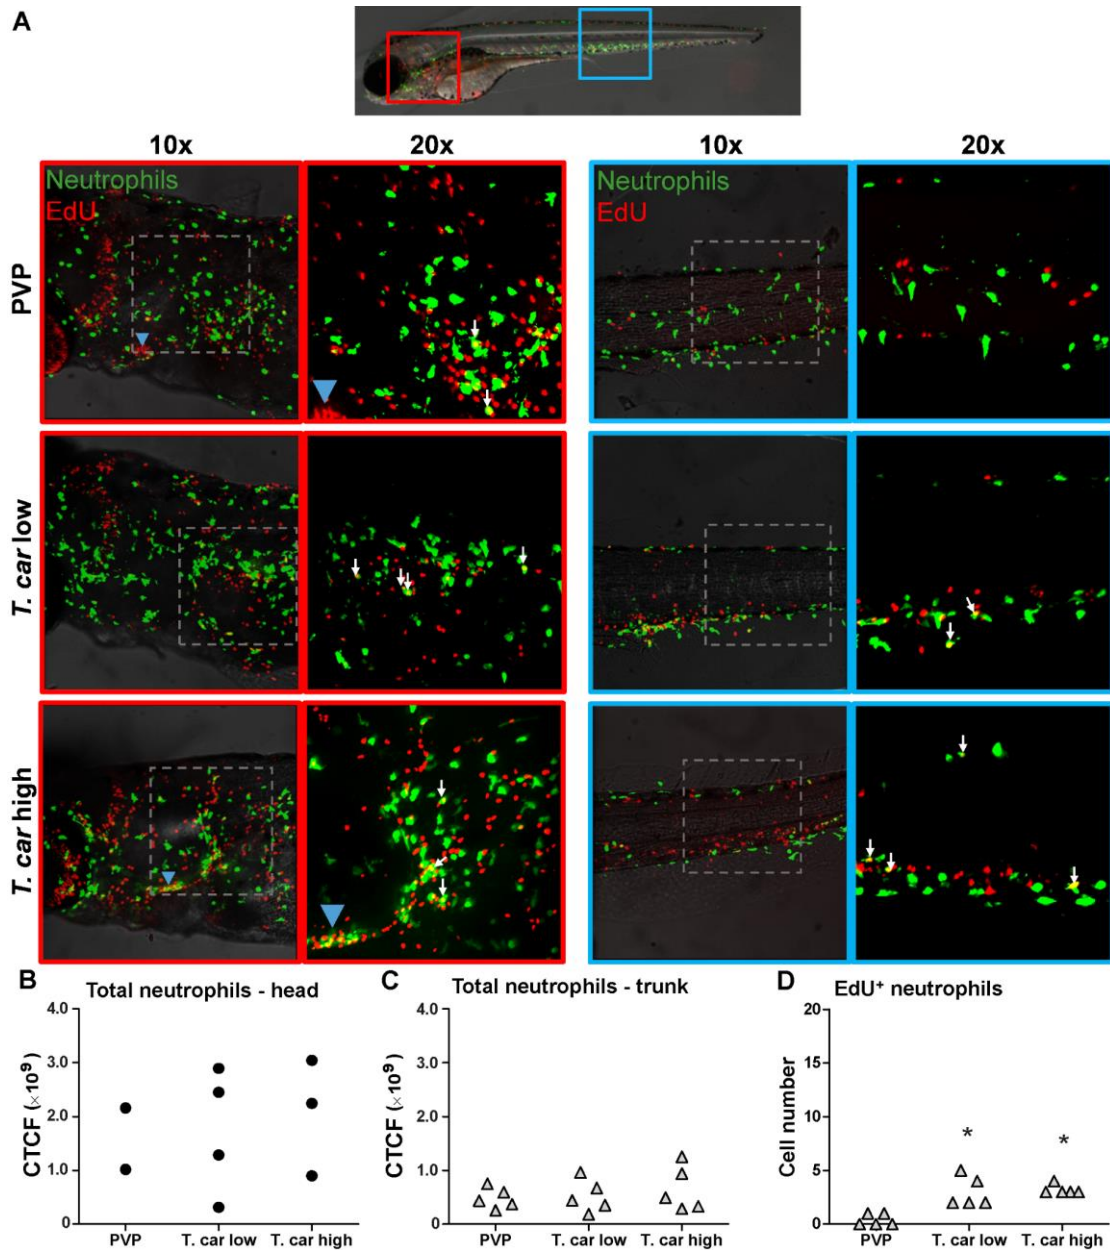 A
10x 20x 10x 20x
Neutrophils
EdU
Neutrophils
EdU
PVP
T. car low
T. car high
B Total neutrophils - head
4.0
3.0
2.0
1.0
0
CTCF (×10⁹)
PVP T. car low T. car high
C Total neutrophils - trunk
4.0
3.0
2.0
1.0
0
CTCF (×10⁹)
PVP T. car low T. car high
D EdU⁺ neutrophils
20
15
10
5
0
Cell number
* *
PVP T. car low T. car high